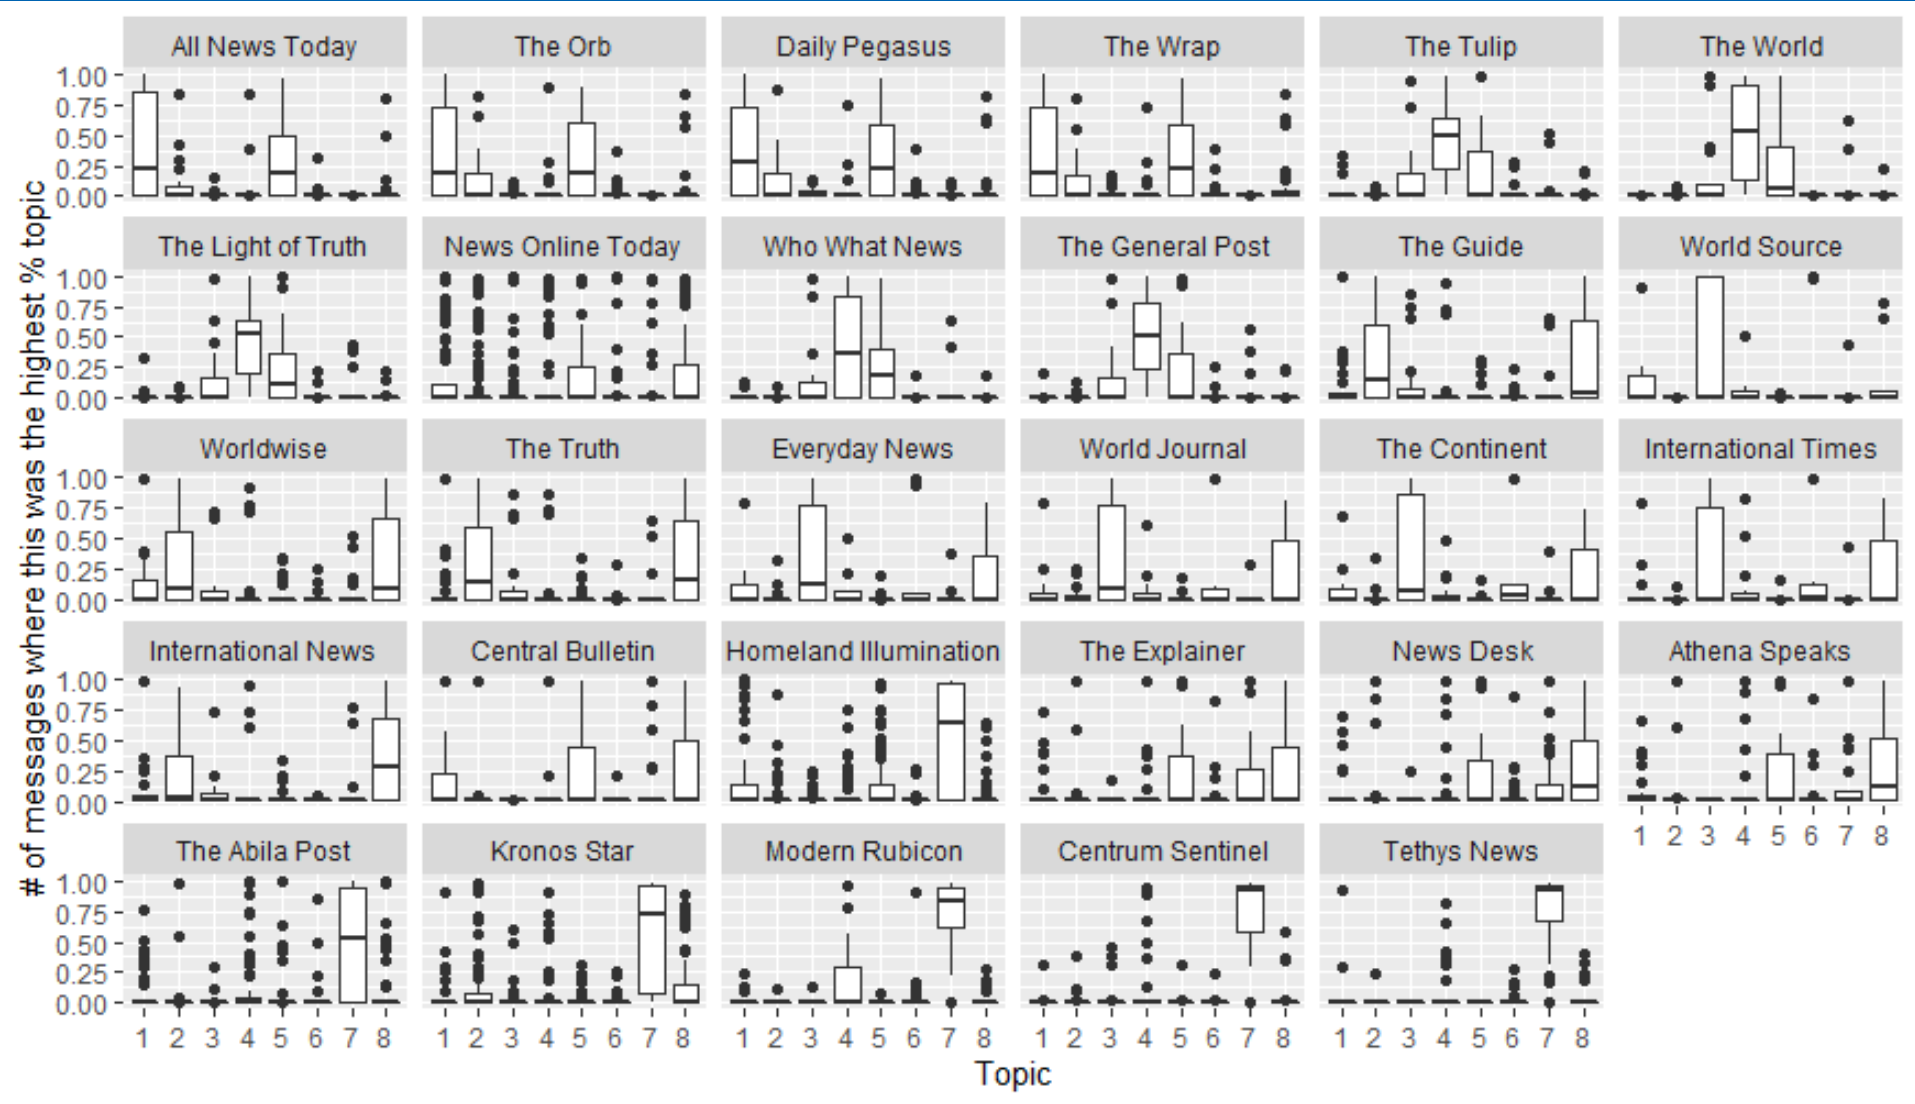 All News Today The Orb Daily Pegasus The Wrap The Tulip The World
1.00
0.75
0.50
0.25
0.00
The Light of Truth News Online Today Who What News The General Post The Guide World Source
1.00
0.75
0.50
0.25
0.00
Worldwise The Truth Everyday News World Journal The Continent International Times
1.00
0.75
0.50
0.25
0.00
International News Central Bulletin Homeland Illumination The Explainer News Desk Athena Speaks
1.00
0.75
0.50
0.25
0.00
1 2 3 4 5 6 7 8
The Abila Post Kronos Star Modern Rubicon Centrum Sentinel Tethys News
1.00
0.75
0.50
0.25
0.00
1 2 3 4 5 6 7 8 1 2 3 4 5 6 7 8 1 2 3 4 5 6 7 8 1 2 3 4 5 6 7 8 1 2 3 4 5 6 7 8
Topic
# of messages where this was the highest % topic